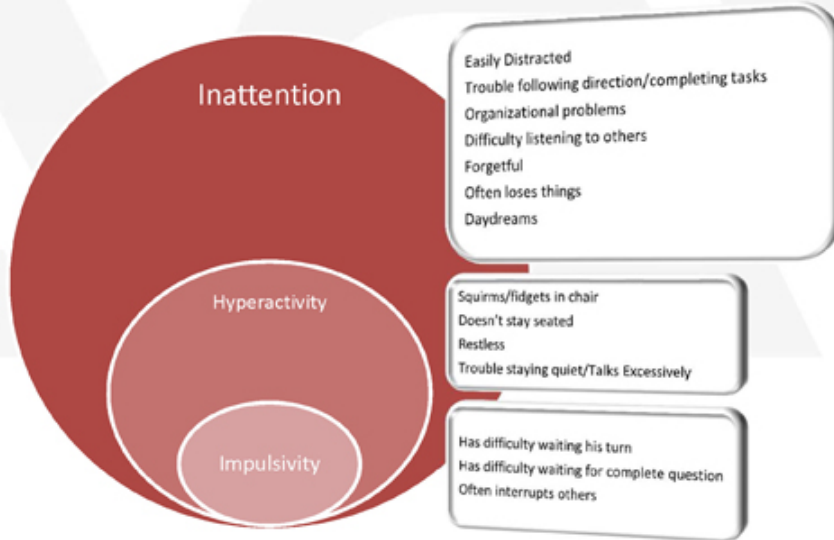 Inattention
Easily Distracted
Trouble following direction/completing tasks
Organizational problems
Difficulty listening to others
Forgetful
Often loses things
Daydreams
Hyperactivity
Squirms/fidgets in chair
Doesn't stay seated
Restless
Trouble staying quiet/Talks Excessively
Impulsivity
Has difficulty waiting his turn
Has difficulty waiting for complete question
Often interrupts others